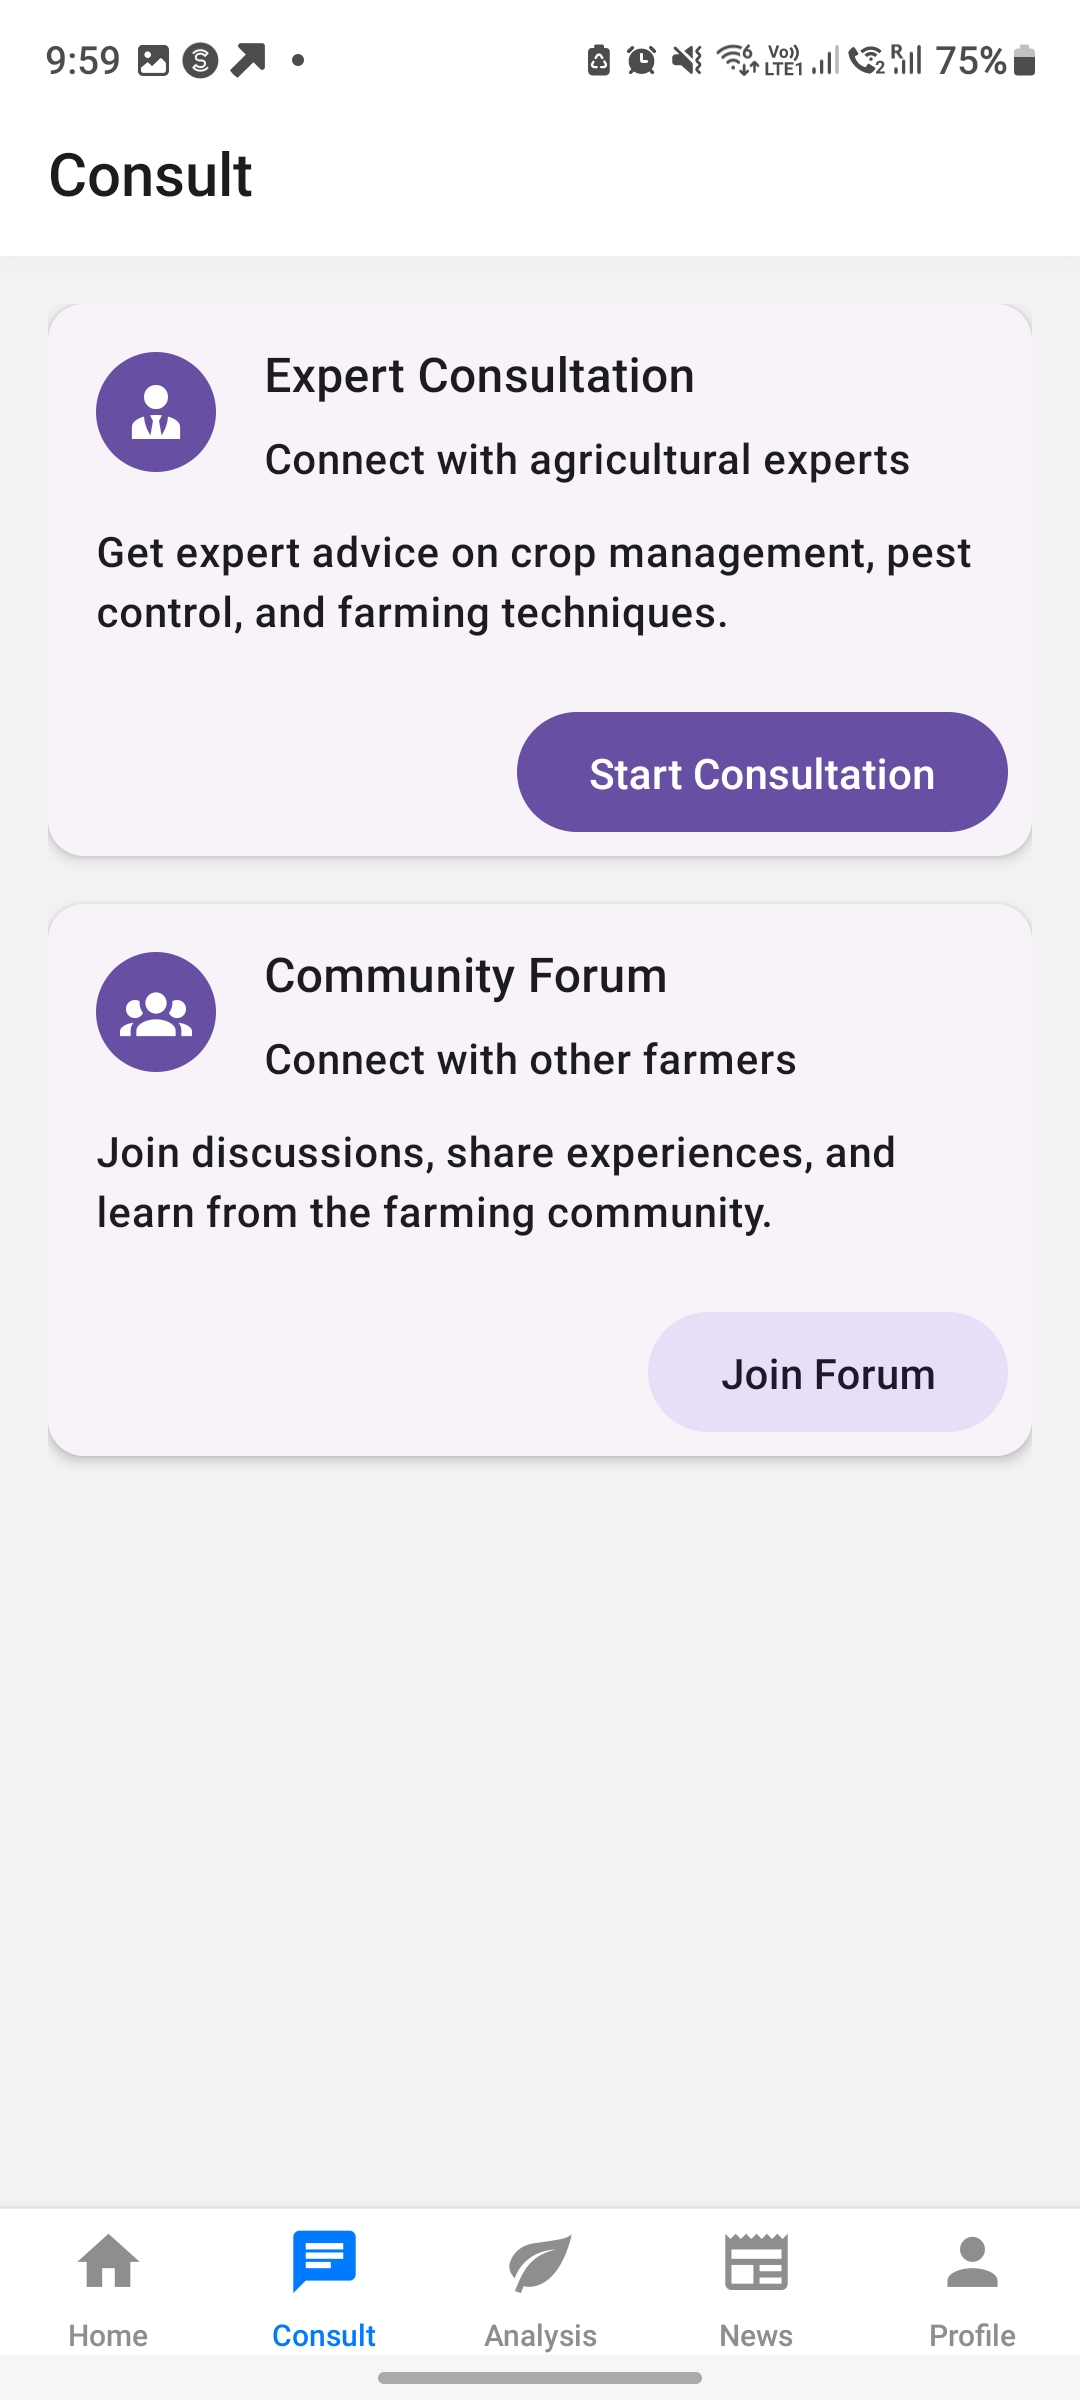 9:59
Vo)) LTE1
R
75%
Consult
Expert Consultation
Connect with agricultural experts
Get expert advice on crop management, pest
control, and farming techniques.
Start Consultation
Community Forum
Connect with other farmers
Join discussions, share experiences, and
learn from the farming community.
Join Forum
Home
Consult
Analysis
News
Profile